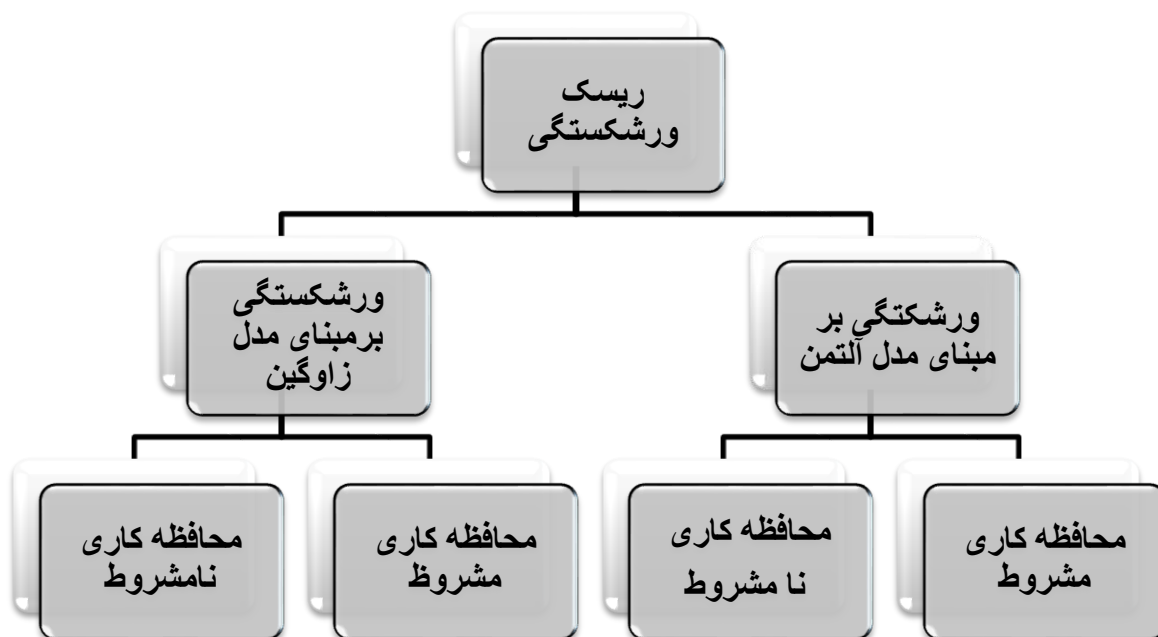 ریسک
ورشکستگی
ورشکتگی بر
مبنای مدل آلتمن
ورشکستگی
برمبنای مدل
زاوگین
محافظه کاری
مشروط
محافظه کاری
نا مشروط
محافظه کاری
مشروظ
محافظه کاری
نامشروط